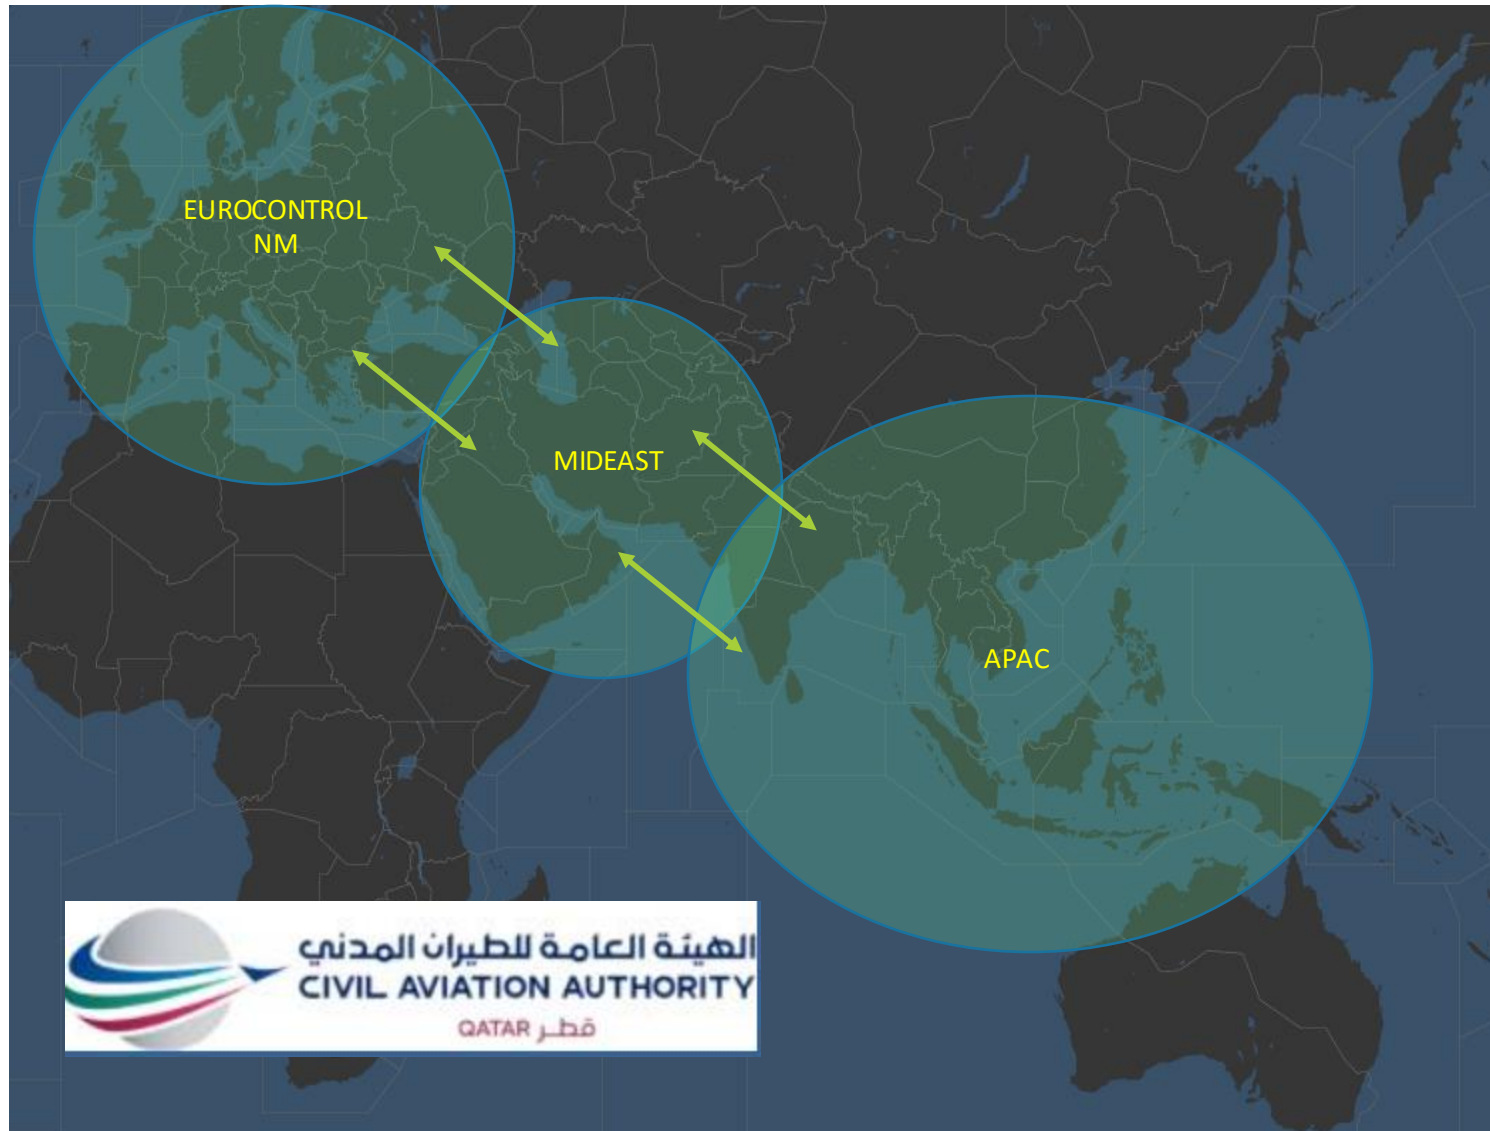 EUROCONTROL
NM
MIDEAST
APAC
الهيئة العامة للطيران المدني
CIVIL AVIATION AUTHORITY
QATAR قطر